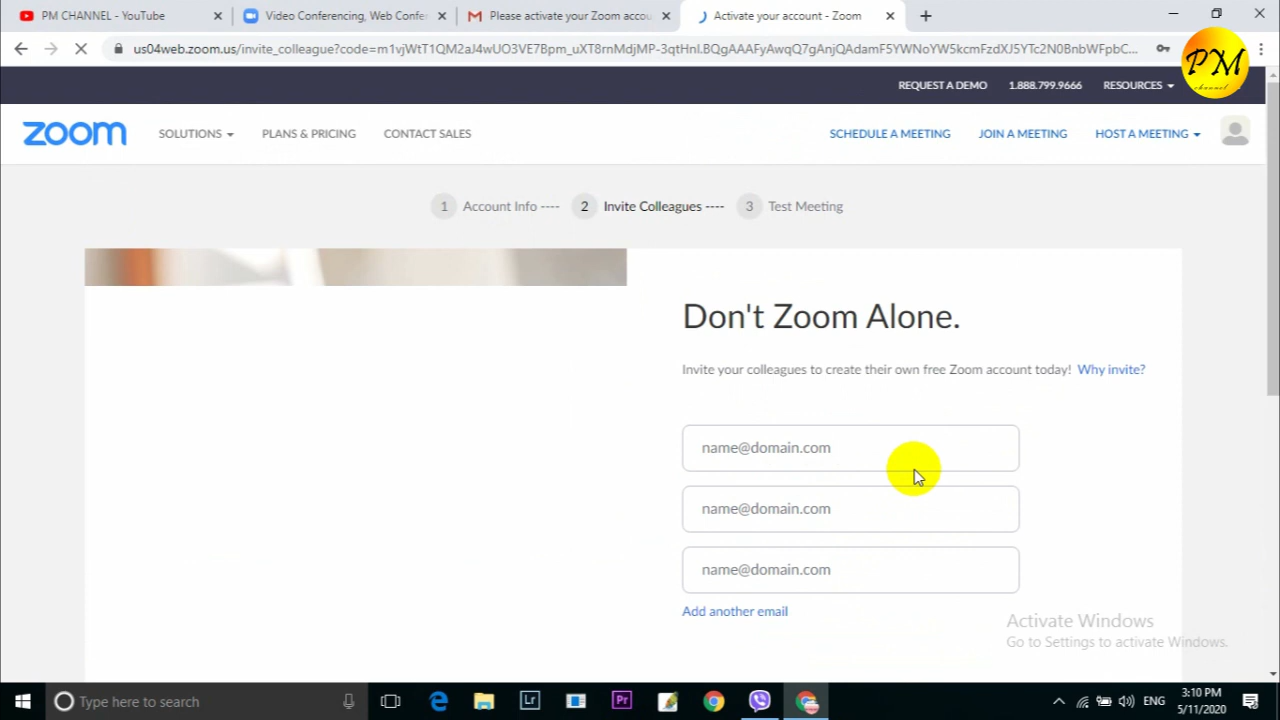 PM CHANNEL - YouTube
Video Conferencing, Web Confe
Please activate your Zoom accou
Activate your account - Zoom
us04web.zoom.us/invite_colleague?code=m1vjWtT1QM2aJ4wUO3VE7Bpm_uXT8rnMdjMP-3qtHnI.BQgAAAFyAwqQ7gAnjQAdamF5YWNoYW5kcmFzdXJ5YTc2N0BnbWFpbC...
PM
channel
REQUEST A DEMO 1.888.799.9666 RESOURCES
zoom SOLUTIONS PLANS & PRICING CONTACT SALES SCHEDULE A MEETING JOIN A MEETING HOST A MEETING
1 Account Info ---- 2 Invite Colleagues ---- 3 Test Meeting
Don't Zoom Alone.
Invite your colleagues to create their own free Zoom account today! Why invite?
name@domain.com
name@domain.com
name@domain.com
Add another email
Activate Windows
Go to Settings to activate Windows.
Type here to search
Lr
Pr
ENG
3:10 PM
5/11/2020